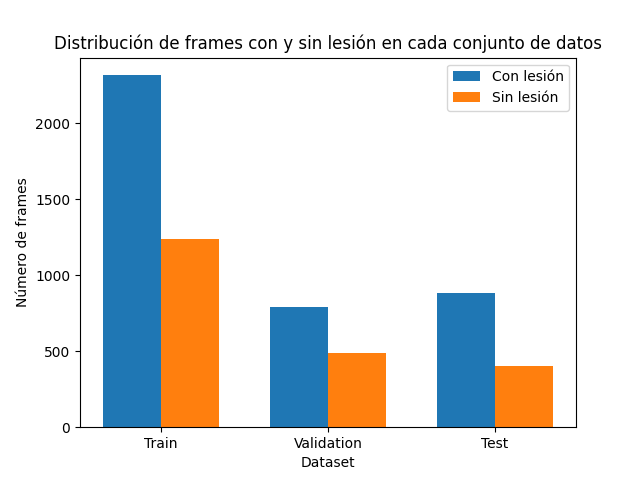 Distribución de frames con y sin lesión en cada conjunto de datos
Con lesión
Sin lesión
Número de frames
2000
1500
1000
500
0
Train
Validation
Test
Dataset